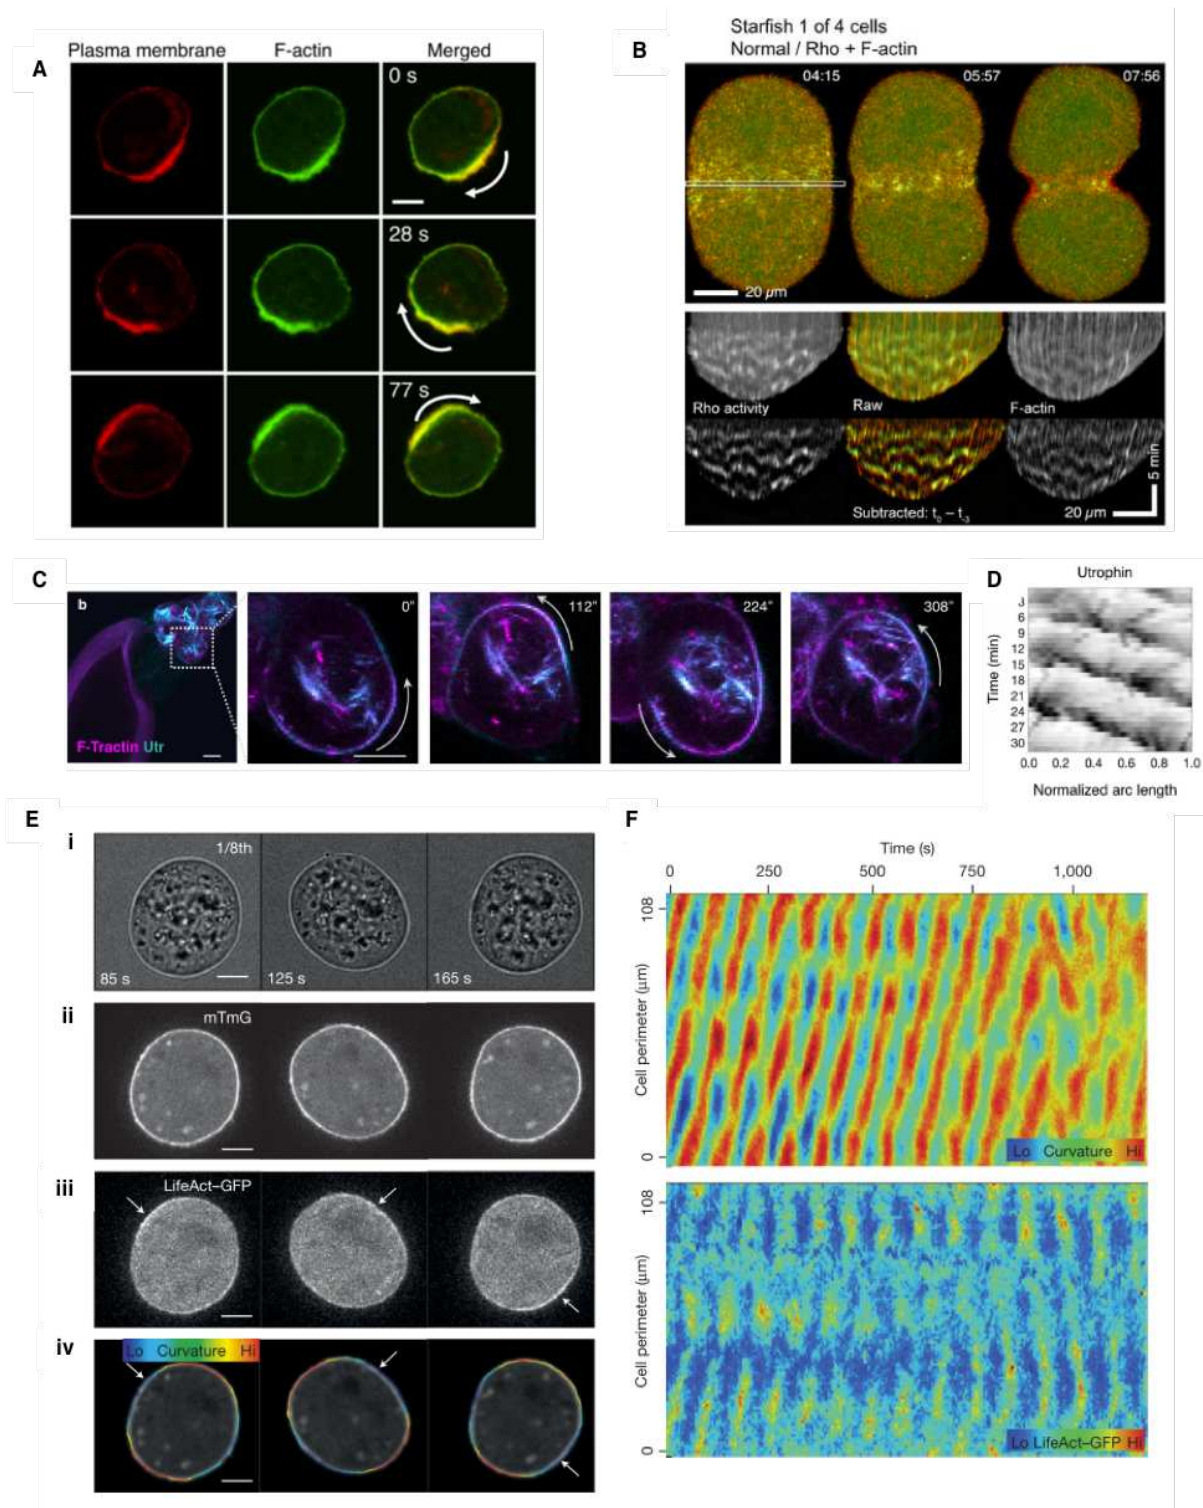 A
Plasma membrane F-actin Merged
0 s
28 s
77 s
B
Starfish 1 of 4 cells
Normal / Rho + F-actin
04:15 05:57 07:56
20 µm
Rho activity Raw F-actin
Subtracted: t0 – t-3
20 µm
5 min
C
b
0" 112" 224" 308"
F-Tractin Utr
D
Utrophin
Time (min)
3
6
9
12
15
18
21
24
27
30
0.0 0.2 0.4 0.6 0.8 1.0
Normalized arc length
E
i
1/8th
85 s 125 s 165 s
ii
mTmG
iii
LifeAct–GFP
iv
Lo Curvature Hi
F
Time (s)
0 250 500 750 1,000
108
Cell perimeter (µm)
0
Lo Curvature Hi
108
Cell perimeter (µm)
0
Lo LifeAct–GFP Hi